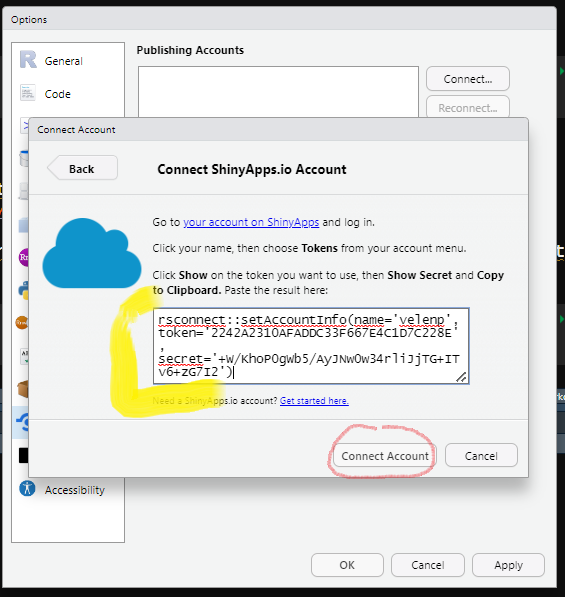 Options
General
Code
Publishing Accounts
Connect...
Reconnect...
Connect Account
Back
Connect ShinyApps.io Account
Go to your account on ShinyApps and log in.
Click your name, then choose Tokens from your account menu.
Click Show on the token you want to use, then Show Secret and Copy
to Clipboard. Paste the result here:
rsconnect::setAccountInfo(name='velenp',
token='2242A2310AFADDC33F667E4C1D7C228E'
,
secret='+W/KhoPOgWb5/AyJNwOw34rliJjTG+IT
v6+zG7I2')
Need a ShinyApps.io account? Get started here.
Connect Account
Cancel
Accessibility
OK
Cancel
Apply